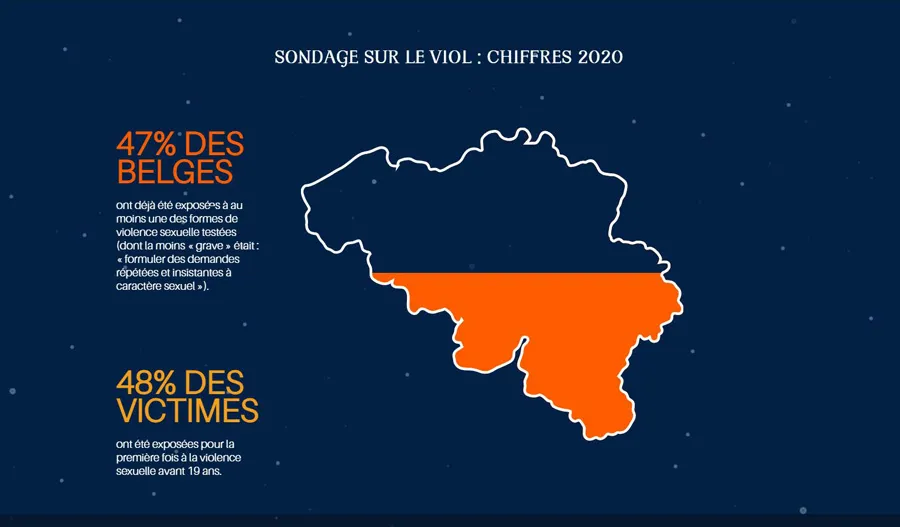 SONDAGE SUR LE VIOL : CHIFFRES 2020
47% DES
BELGES
ont déjà été exposé·es à au
moins une des formes de
violence sexuelle testées
(dont la moins « grave » était :
« formuler des demandes
répétées et insistantes à
caractère sexuel »).
48% DES
VICTIMES
ont été exposées pour la
première fois à la violence
sexuelle avant 19 ans.